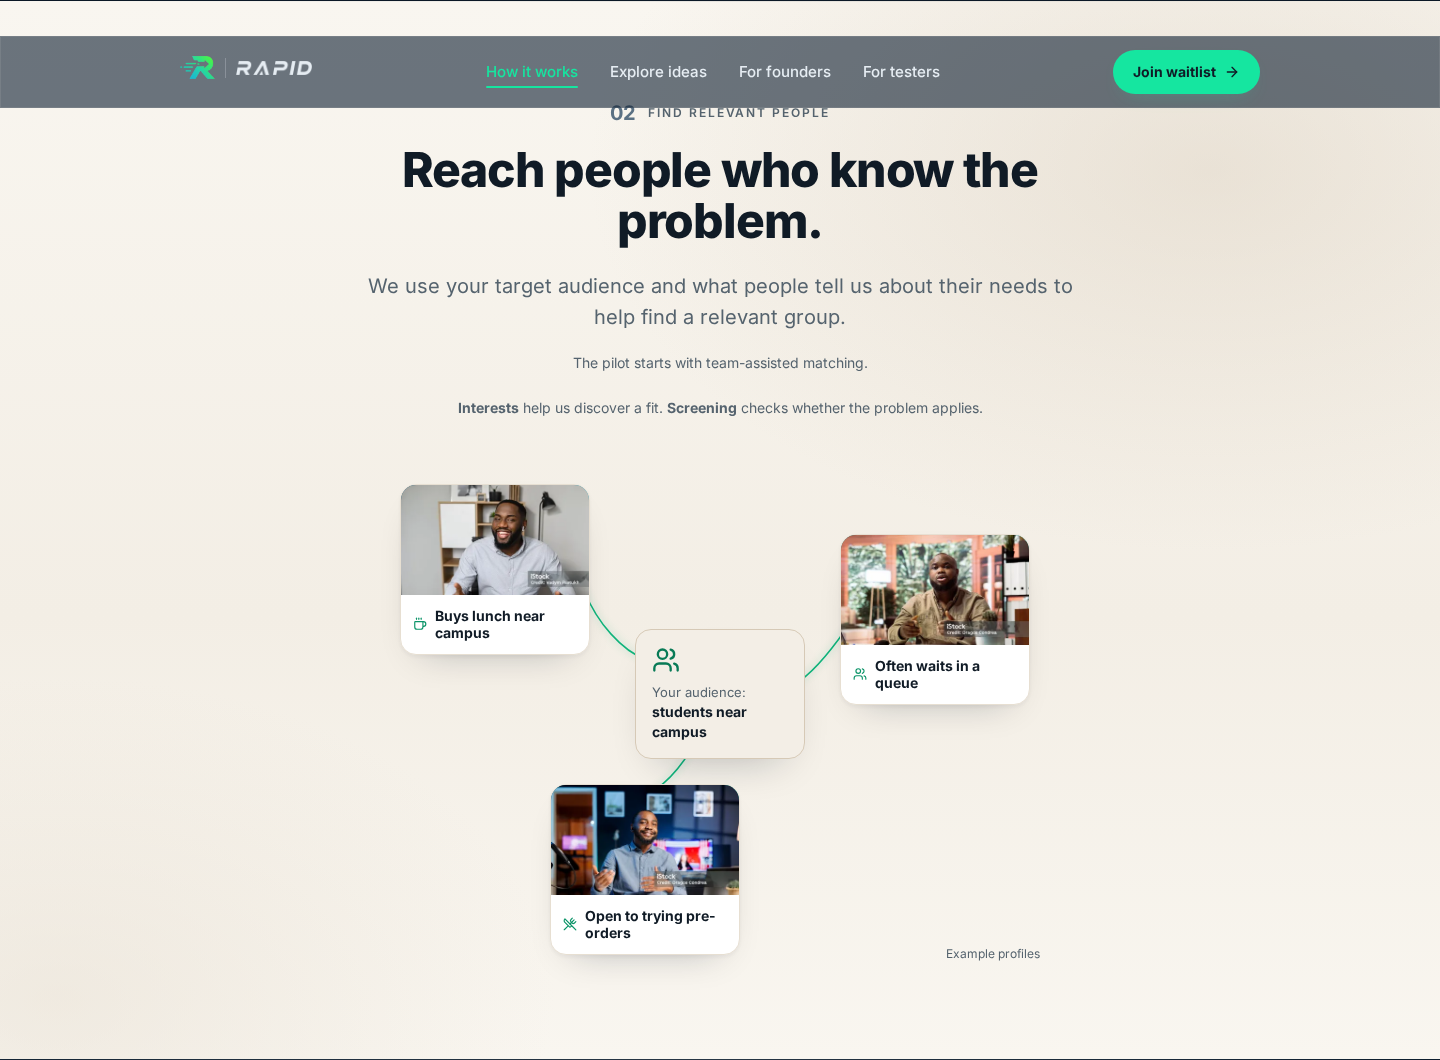 RAPID
How it works
Explore ideas
For founders
For testers
Join waitlist
02 FIND RELEVANT PEOPLE
Reach people who know the
problem.
We use your target audience and what people tell us about their needs to
help find a relevant group.
The pilot starts with team-assisted matching.
Interests help us discover a fit. Screening checks whether the problem applies.
iStock
Buys lunch near
campus
iStock
Often waits in a
queue
Your audience:
students near
campus
iStock
Open to trying pre-
orders
Example profiles